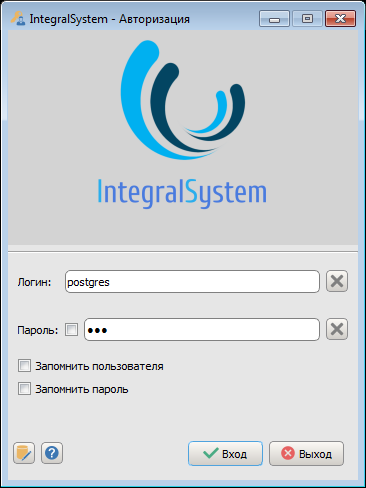 IntegralSystem - Авторизация
IntegralSystem
Логин: postgres
Пароль: ●●●
Запомнить пользователя
Запомнить пароль
? Вход Выход